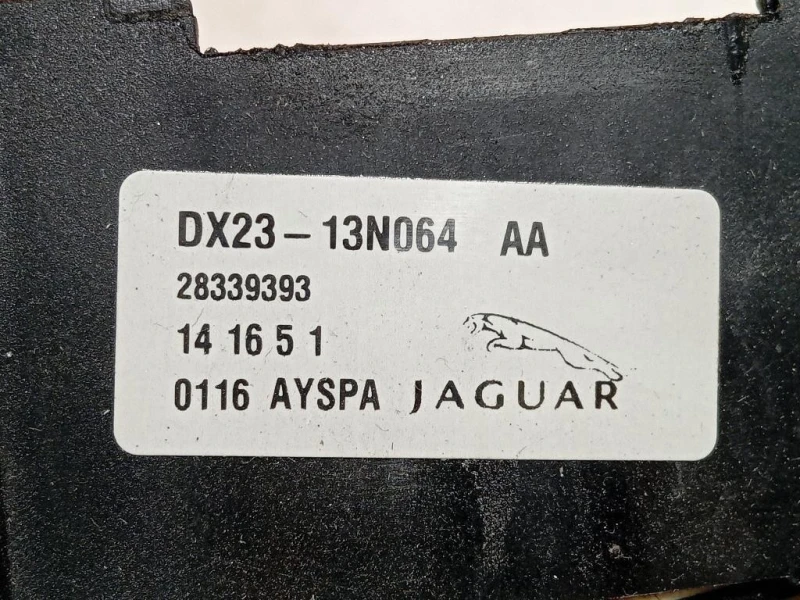 DX23-13N064 AA
28339393
14 16 5 1
0116 AYSPA JAGUAR